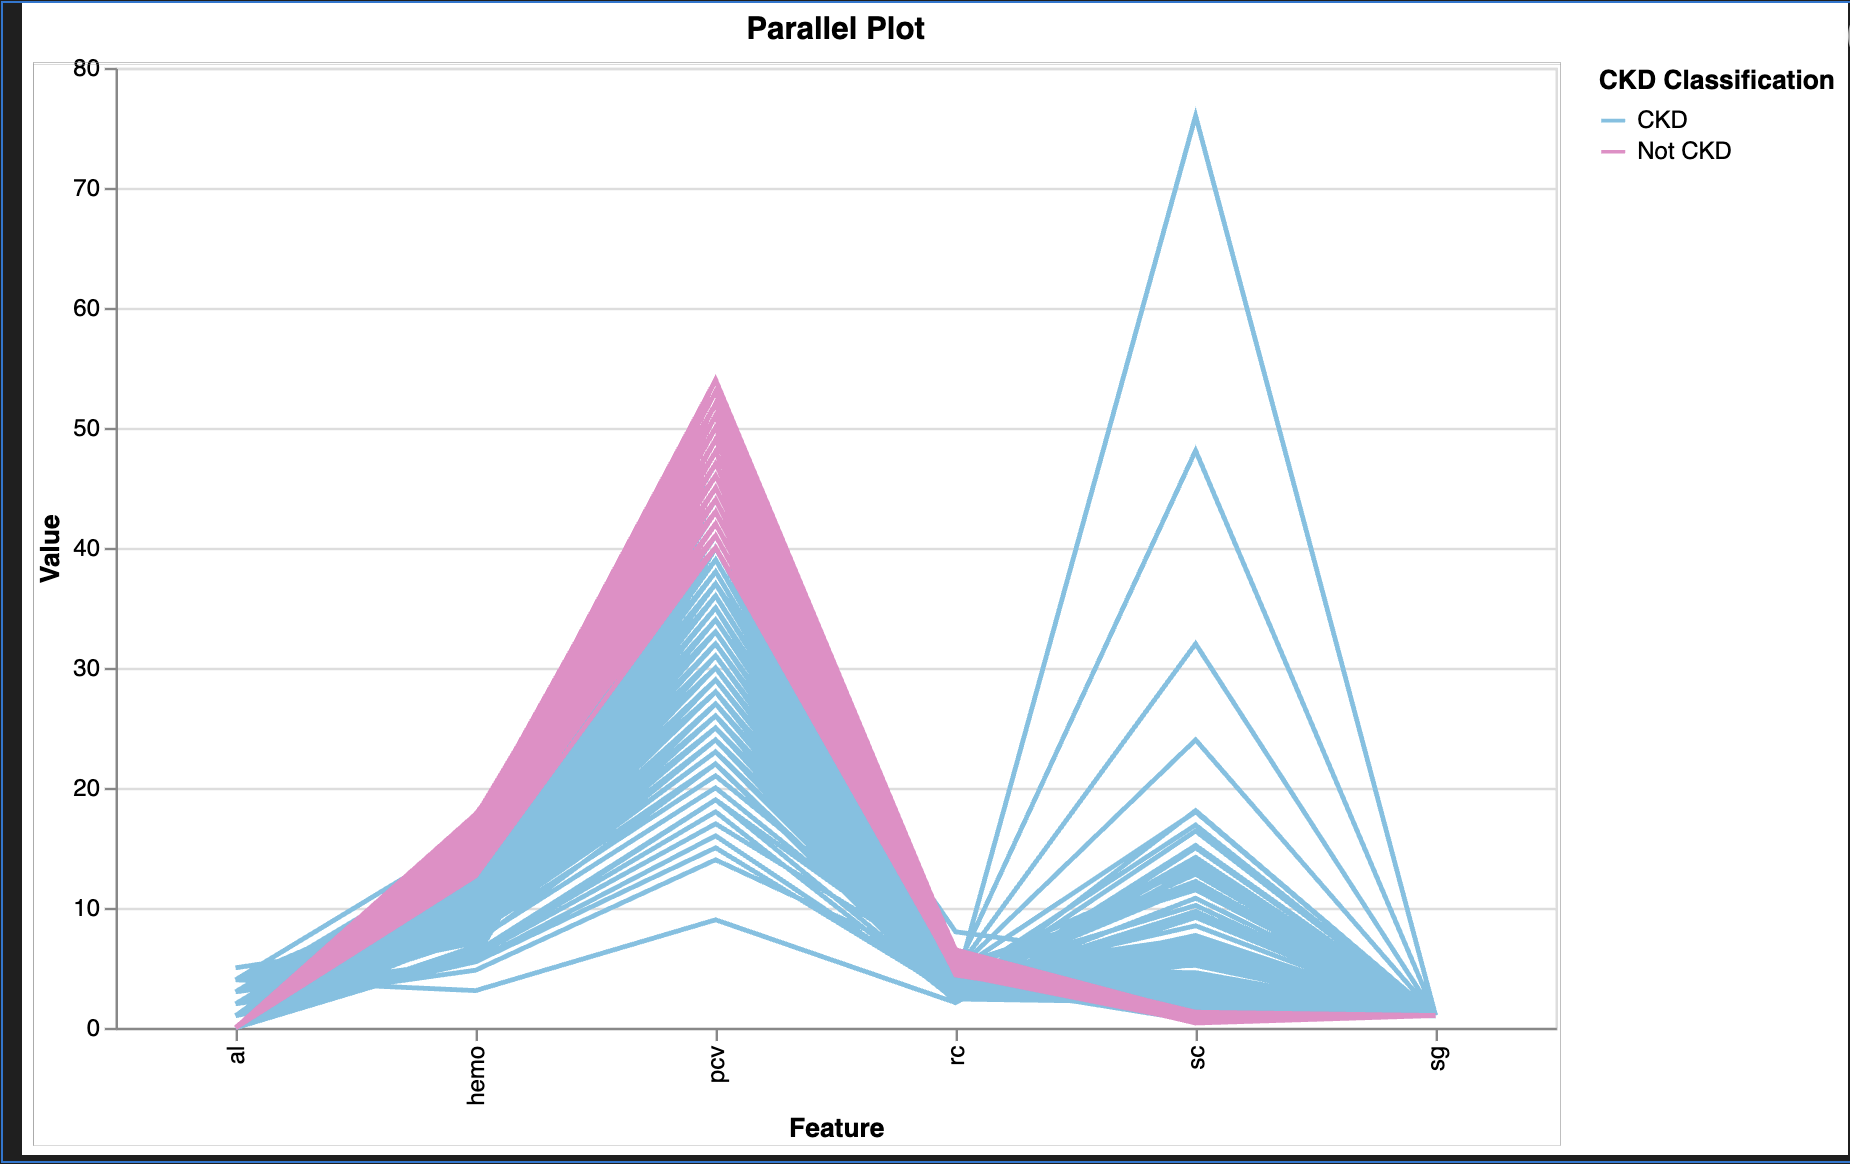 Parallel Plot
80
70
60
50
40
30
20
10
0
Value
al
hemo
pcv
rc
sc
sg
Feature
CKD Classification
CKD
Not CKD